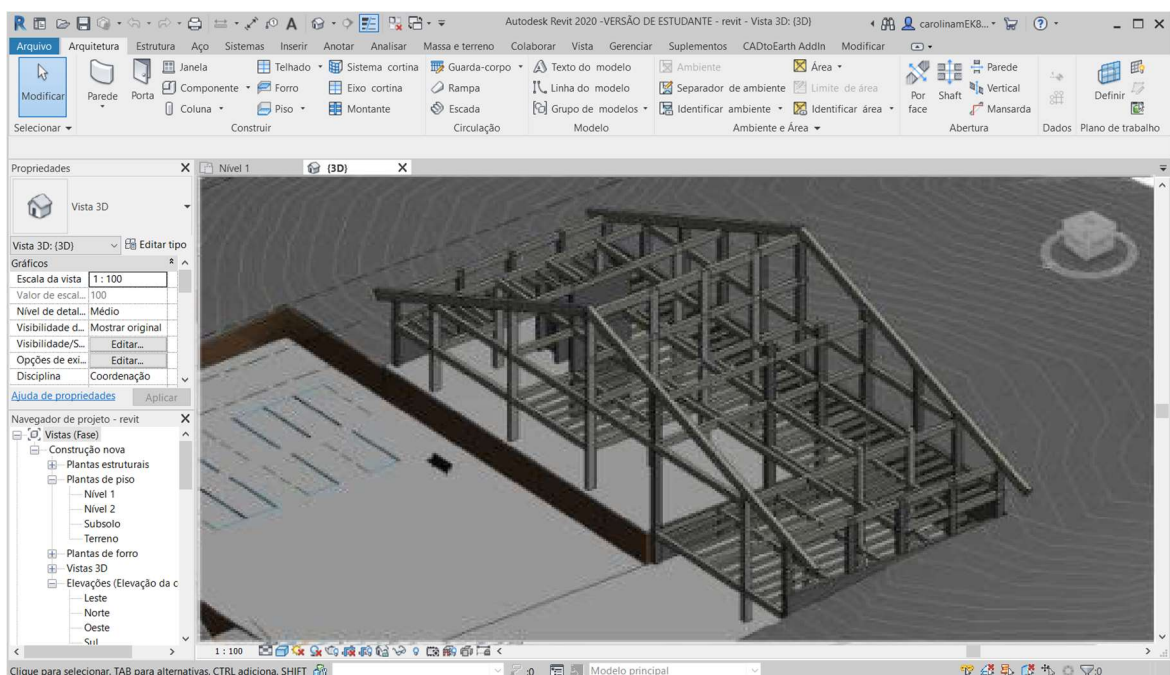 Autodesk Revit 2020 -VERSÃO DE ESTUDANTE - revit - Vista 3D: {3D}
carolinamEK8...
Arquivo Arquitetura Estrutura Aço Sistemas Inserir Anotar Analisar Massa e terreno Colaborar Vista Gerenciar Suplementos CADtoEarth AddIn Modificar
Modificar
Parede
Porta
Janela
Componente
Coluna
Telhado
Forro
Piso
Sistema cortina
Eixo cortina
Montante
Guarda-corpo
Rampa
Escada
Texto do modelo
Linha do modelo
Grupo de modelos
Ambiente
Separador de ambiente
Identificar ambiente
Área
Limite de área
Identificar área
Por face
Shaft
Parede
Vertical
Mansarda
Definir
Selecionar Construir Circulação Modelo Ambiente e Área Abertura Dados Plano de trabalho
Propriedades
Nível 1
{3D}
Vista 3D
Vista 3D: {3D} Editar tipo
Gráficos
Escala da vista 1 : 100
Valor de escal... 100
Nível de detal... Médio
Visibilidade d... Mostrar original
Visibilidade/S... Editar...
Opções de exi... Editar...
Disciplina Coordenação
Ajuda de propriedades Aplicar
Navegador de projeto - revit
Vistas (Fase)
Construção nova
Plantas estruturais
Plantas de piso
Nível 1
Nível 2
Subsolo
Terreno
Plantas de forro
Vistas 3D
Elevações (Elevação da c
Leste
Norte
Oeste
Sul
1 : 100
Clique para selecionar, TAB para alternativas, CTRL adiciona, SHIFT
:0
Modelo principal
:0